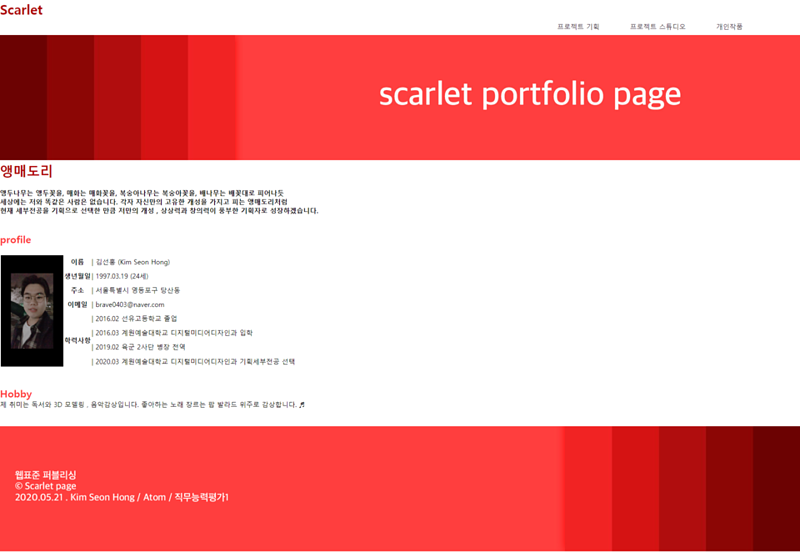 Scarlet
프로젝트 기획 프로젝트 스튜디오 개인작품
scarlet portfolio page
앵매도리
앵두나무는 앵두꽃을, 매화는 매화꽃을, 복숭아나무는 복숭아꽃을, 배나무는 배꽃대로 피어나듯
세상에는 저와 똑같은 사람은 없습니다. 각자 자신만의 고유한 개성을 가지고 피는 앵매도리처럼
현재 세부전공을 기획으로 선택한 만큼 저만의 개성 , 상상력과 창의력이 풍부한 기획자로 성장하겠습니다.
profile
이름 | 김선홍 (Kim Seon Hong)
생년월일 | 1997.03.19 (24세)
주소 | 서울특별시 영등포구 당산동
이메일 | brave0403@naver.com
학력사항 | 2016.02 선유고등학교 졸업
| 2016.03 계원예술대학교 디지털미디어디자인과 입학
| 2019.02 육군 2사단 병장 전역
| 2020.03 계원예술대학교 디지털미디어디자인과 기획세부전공 선택
Hobby
제 취미는 독서와 3D 모델링 , 음악감상입니다. 좋아하는 노래 장르는 팝 발라드 위주로 감상합니다. ♬
웹표준 퍼블리싱
© Scarlet page
2020.05.21 . Kim Seon Hong / Atom / 직무능력평가1